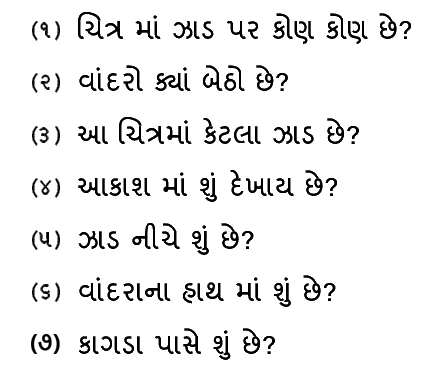 (૧) ચિત્ર માં ઝાડ પર કોણ કોણ છે?
(૨) વાંદરો ક્યાં બેઠો છે?
(૩) આ ચિત્રમાં કેટલા ઝાડ છે?
(૪) આકાશ માં શું દેખાય છે?
(૫) ઝાડ નીચે શું છે?
(૬) વાંદરાના હાથ માં શું છે?
(૭) કાગડા પાસે શું છે?